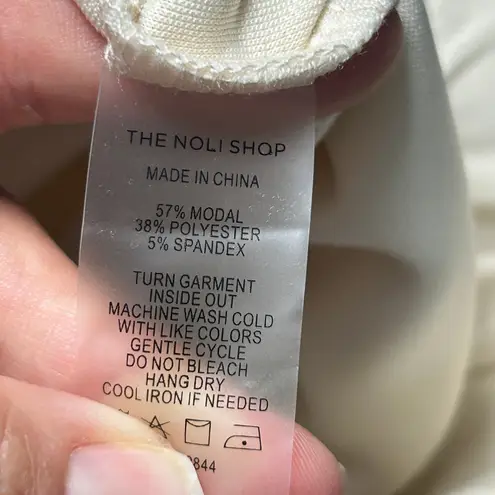 THE NOLI SHOP
MADE IN CHINA
57% MODAL
38% POLYESTER
5% SPANDEX
TURN GARMENT
INSIDE OUT
MACHINE WASH COLD
WITH LIKE COLORS
GENTLE CYCLE
DO NOT BLEACH
HANG DRY
COOL IRON IF NEEDED